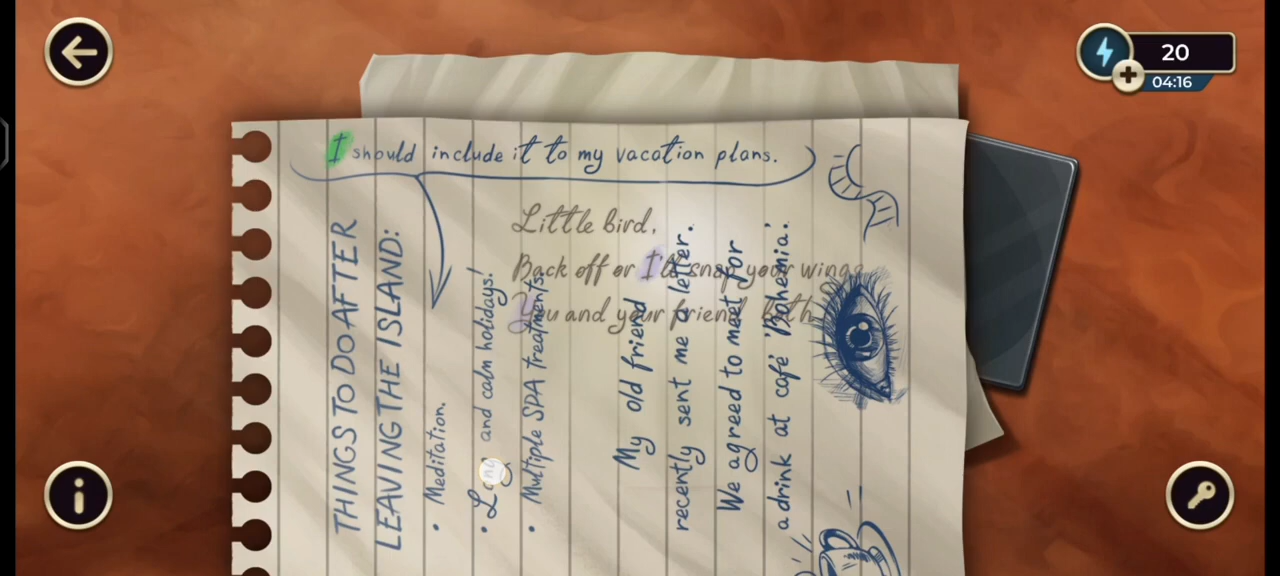 20
04:16
I should include it to my vacation plans.
Little bird,
Back off or I'll snap your wings.
You and your friend, both
THINGS TO DO AFTER
LEAVING THE ISLAND:
• Meditation.
• Long and calm holidays!
• Multiple SPA treatments.
My old friend
recently sent me a letter.
We agreed to meet for
a drink at café 'Bohemia'.